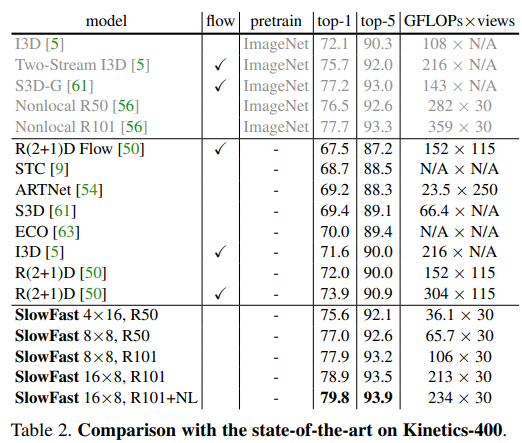 model flow pretrain top-1 top-5 GFLOPs×views
I3D [5] ImageNet 72.1 90.3 108 × N/A
Two-Stream I3D [5] ✓ ImageNet 75.7 92.0 216 × N/A
S3D-G [61] ✓ ImageNet 77.2 93.0 143 × N/A
Nonlocal R50 [56] ImageNet 76.5 92.6 282 × 30
Nonlocal R101 [56] ImageNet 77.7 93.3 359 × 30
R(2+1)D Flow [50] ✓ - 67.5 87.2 152 × 115
STC [9] - 68.7 88.5 N/A × N/A
ARTNet [54] - 69.2 88.3 23.5 × 250
S3D [61] - 69.4 89.1 66.4 × N/A
ECO [63] - 70.0 89.4 N/A × N/A
I3D [5] ✓ - 71.6 90.0 216 × N/A
R(2+1)D [50] - 72.0 90.0 152 × 115
R(2+1)D [50] ✓ - 73.9 90.9 304 × 115
SlowFast 4×16, R50 - 75.6 92.1 36.1 × 30
SlowFast 8×8, R50 - 77.0 92.6 65.7 × 30
SlowFast 8×8, R101 - 77.9 93.2 106 × 30
SlowFast 16×8, R101 - 78.9 93.5 213 × 30
SlowFast 16×8, R101+NL - 79.8 93.9 234 × 30
Table 2. Comparison with the state-of-the-art on Kinetics-400.